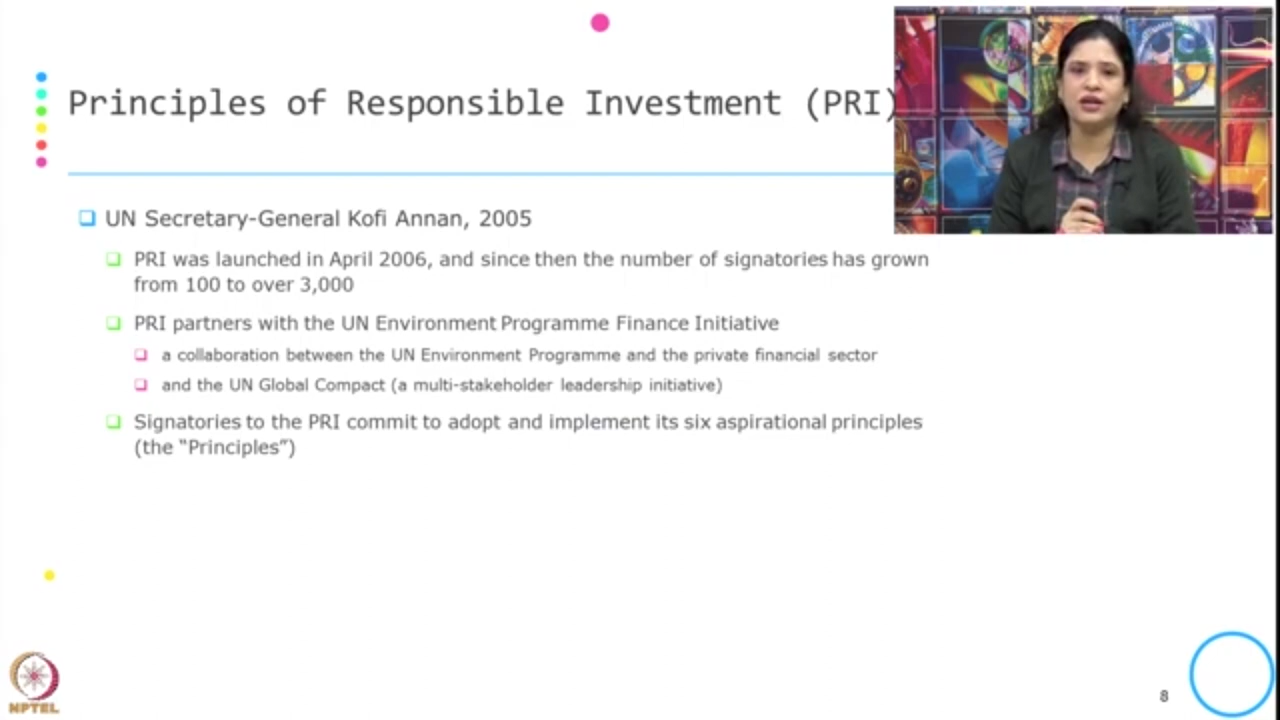 Principles of Responsible Investment (PRI)
UN Secretary-General Kofi Annan, 2005
PRI was launched in April 2006, and since then the number of signatories has grown
from 100 to over 3,000
PRI partners with the UN Environment Programme Finance Initiative
a collaboration between the UN Environment Programme and the private financial sector
and the UN Global Compact (a multi-stakeholder leadership initiative)
Signatories to the PRI commit to adopt and implement its six aspirational principles
(the “Principles”)
NPTEL
8